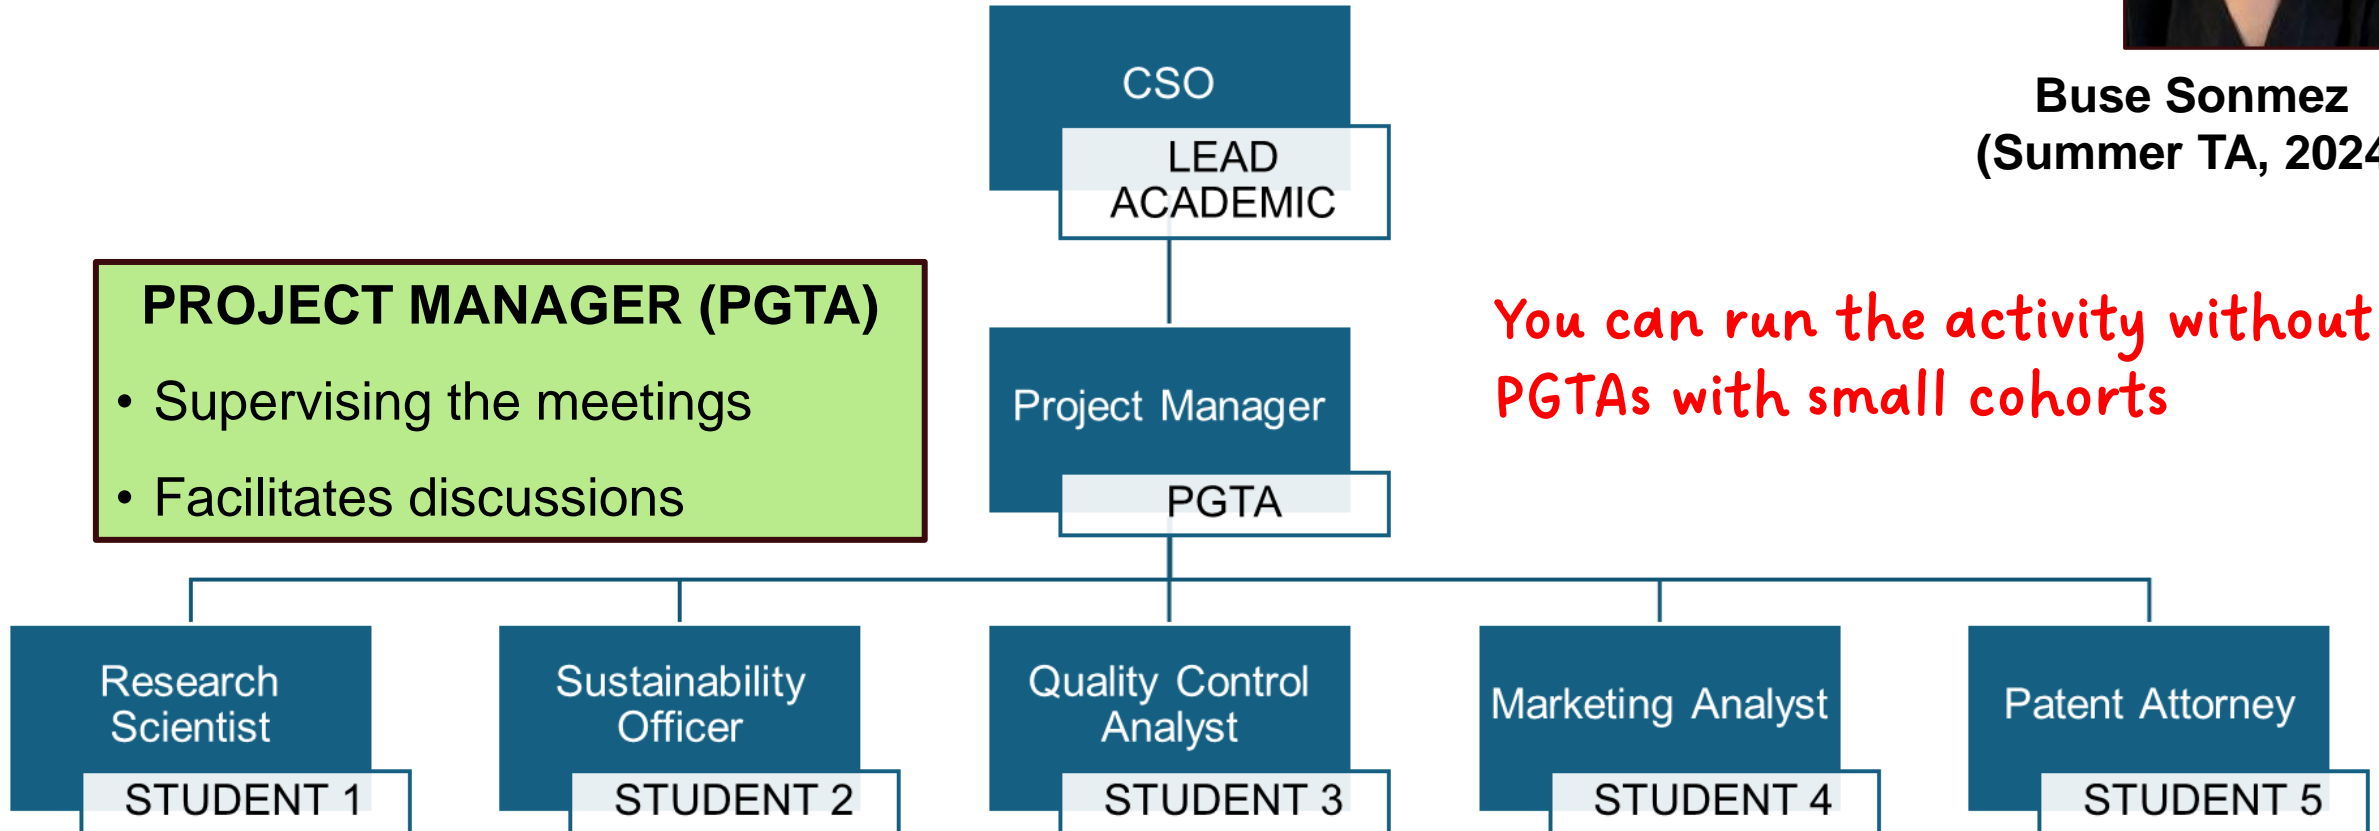 CSO
LEAD
ACADEMIC
Buse Sonmez
(Summer TA, 2024
PROJECT MANAGER (PGTA)
• Supervising the meetings
• Facilitates discussions
Project Manager
PGTA
You can run the activity without
PGTAs with small cohorts
Research
Scientist
STUDENT 1
Sustainability
Officer
STUDENT 2
Quality Control
Analyst
STUDENT 3
Marketing Analyst
STUDENT 4
Patent Attorney
STUDENT 5